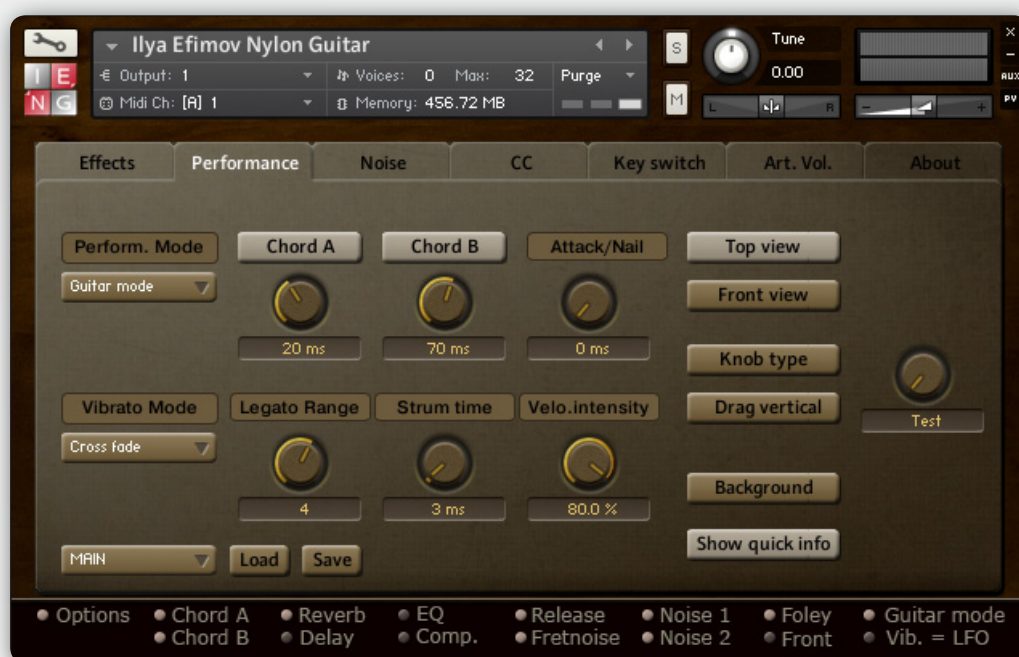 Ilya Efimov Nylon Guitar
Output: 1
Voices: 0 Max: 32
Purge
Midi Ch: [A] 1
Memory: 456.72 MB
S
M
Tune
0.00
L
R
-
+
×
-
AUX
PV
I E,
N G
Effects
Performance
Noise
CC
Key switch
Art. Vol.
About
Perform. Mode
Chord A
Chord B
Attack/Nail
Top view
Guitar mode
Front view
20 ms
70 ms
0 ms
Knob type
Vibrato Mode
Legato Range
Strum time
Velo.intensity
Drag vertical
Test
Cross fade
4
3 ms
80.0 %
Background
Show quick info
MAIN
Load
Save
Options
Chord A
Reverb
EQ
Release
Noise 1
Foley
Guitar mode
Chord B
Delay
Comp.
Fretnoise
Noise 2
Front
Vib. = LFO